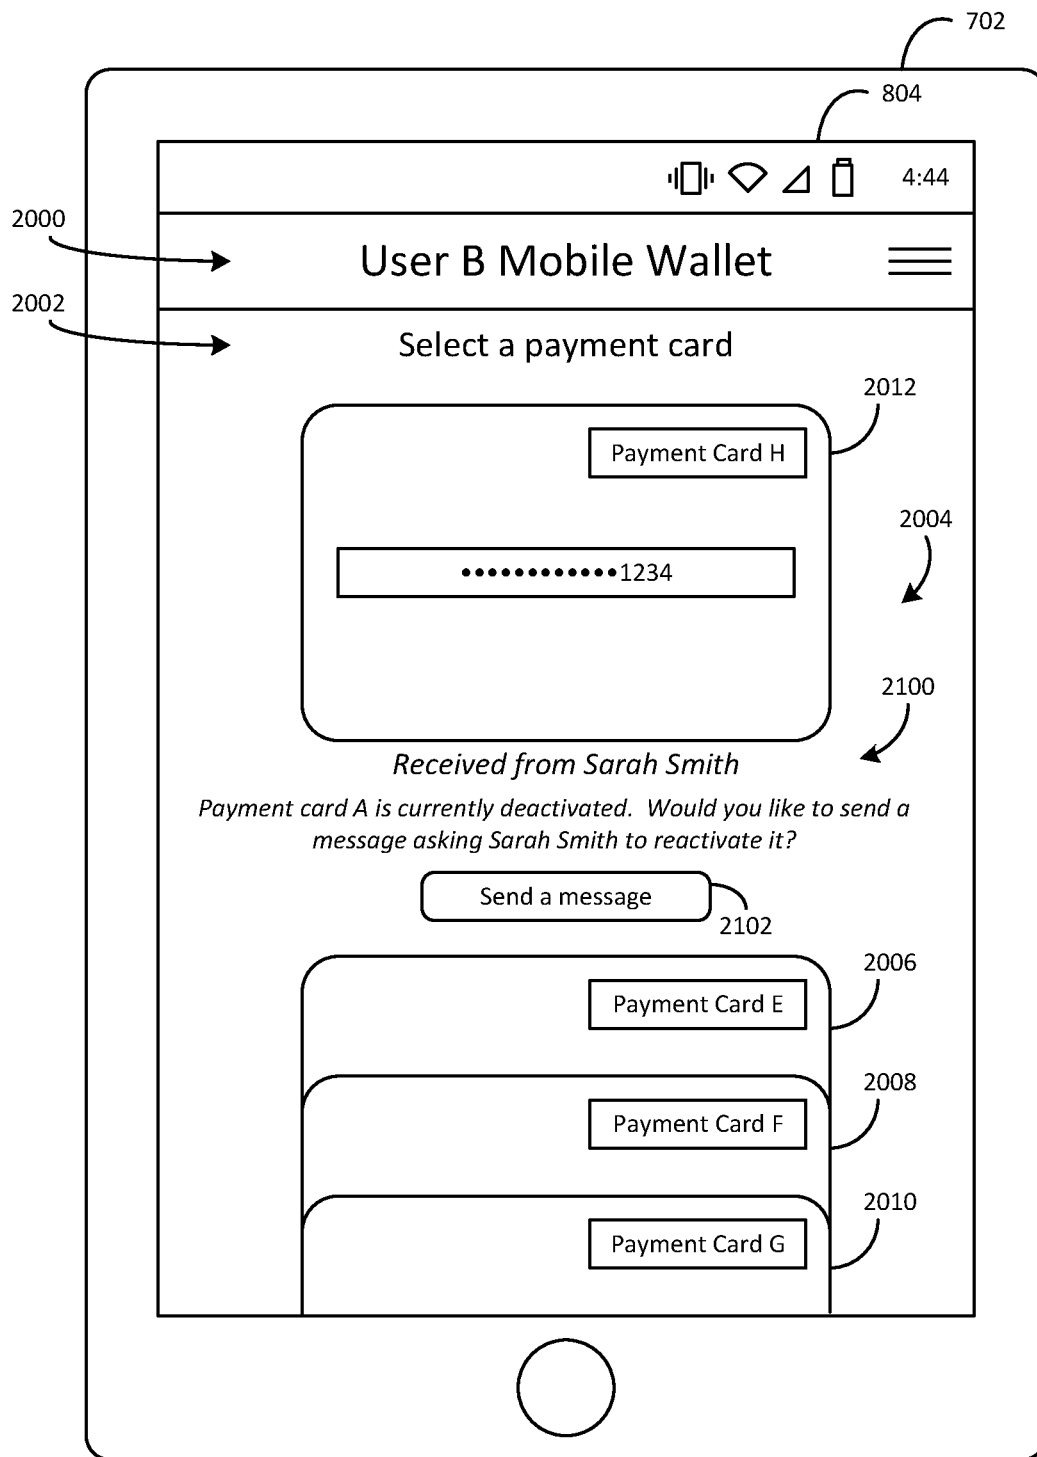 702
804
4:44
2000
User B Mobile Wallet
2002
Select a payment card
2012
Payment Card H
2004
••••••••••••1234
2100
Received from Sarah Smith
Payment card A is currently deactivated.  Would you like to send a
message asking Sarah Smith to reactivate it?
Send a message
2102
2006
Payment Card E
2008
Payment Card F
2010
Payment Card G